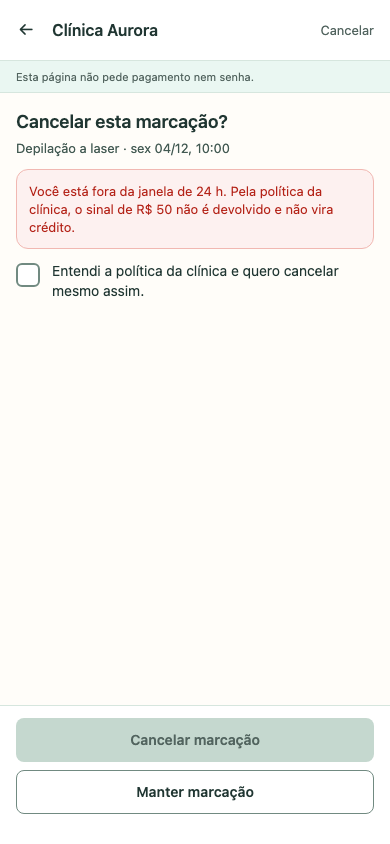 Clínica Aurora
Cancelar
Esta página não pede pagamento nem senha.
Cancelar esta marcação?
Depilação a laser · sex 04/12, 10:00
Você está fora da janela de 24 h. Pela política da
clínica, o sinal de R$ 50 não é devolvido e não vira
crédito.
Entendi a política da clínica e quero cancelar
mesmo assim.
Cancelar marcação
Manter marcação